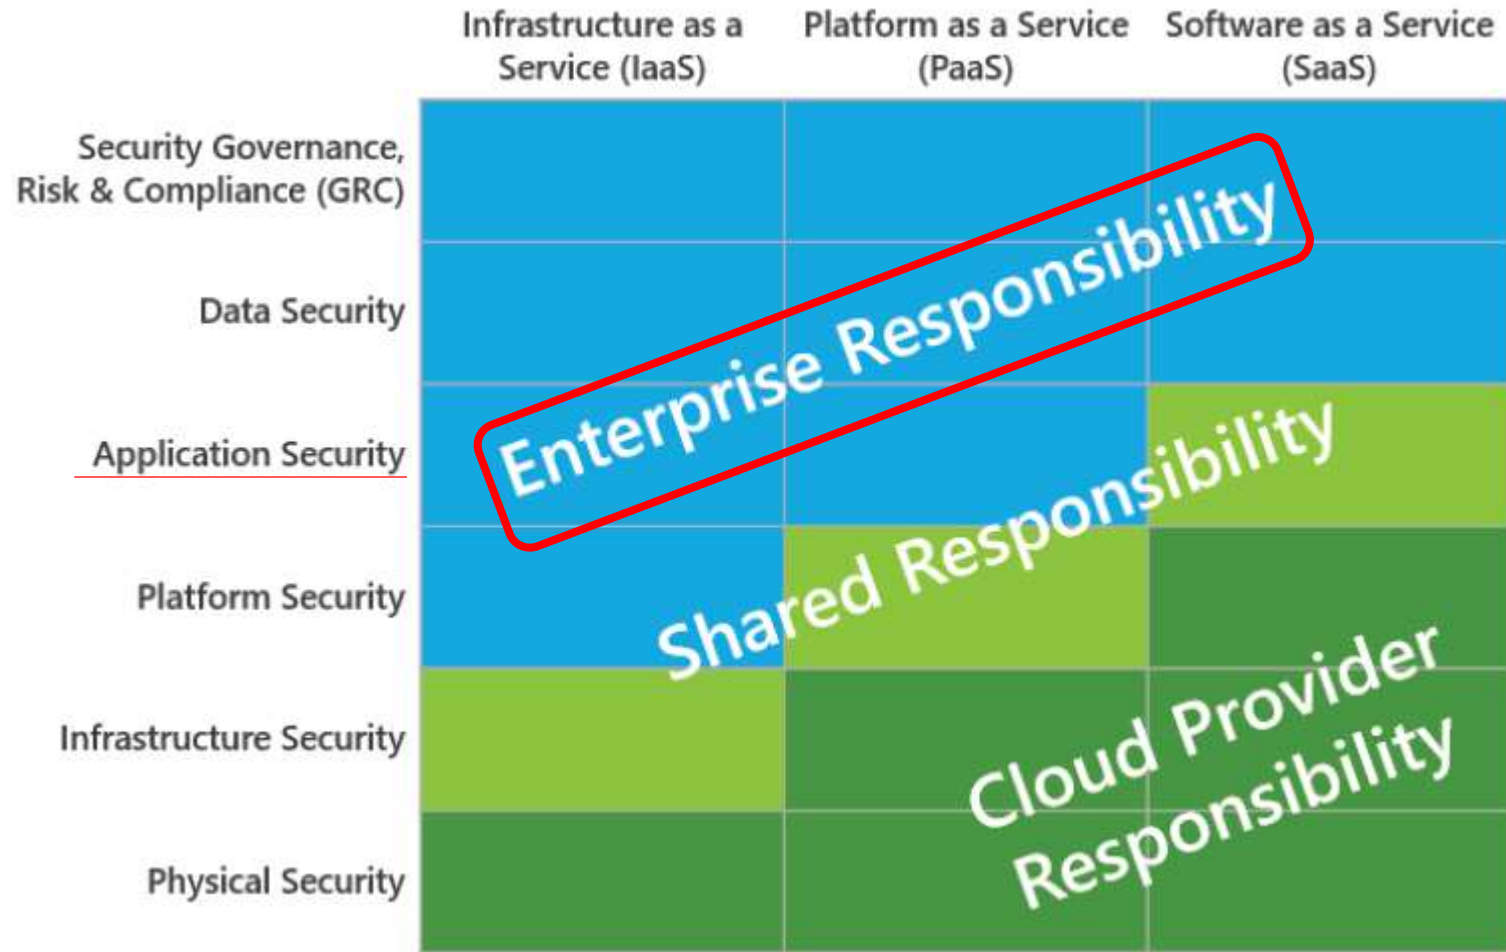 Infrastructure as a
Service (IaaS)
Platform as a Service
(PaaS)
Software as a Service
(SaaS)
Security Governance,
Risk & Compliance (GRC)
Data Security
Application Security
Platform Security
Infrastructure Security
Physical Security
Enterprise Responsibility
Shared Responsibility
Cloud Provider
Responsibility